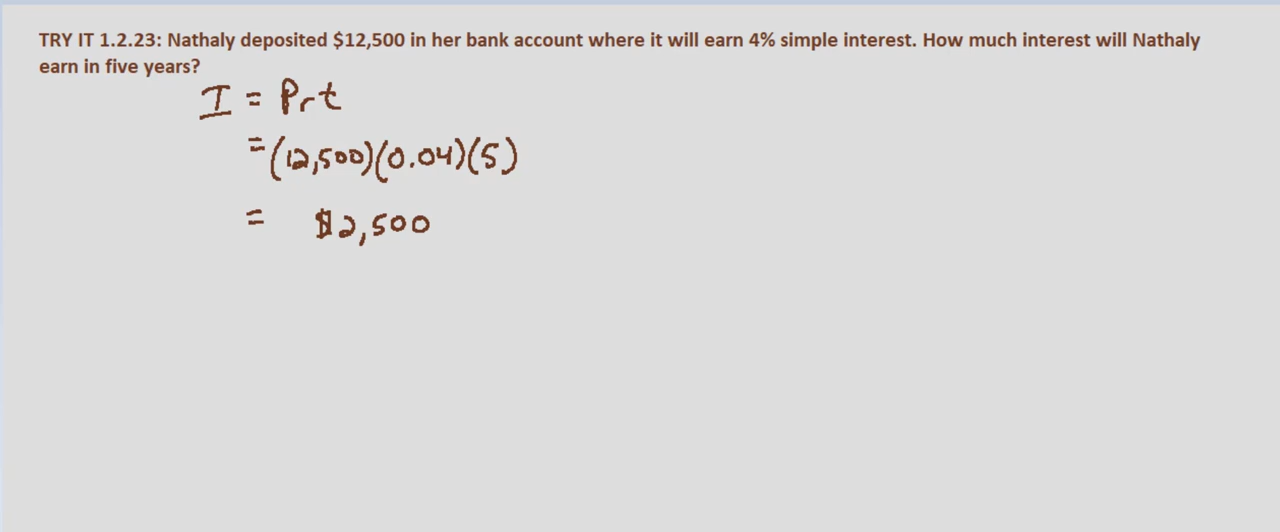 TRY IT 1.2.23: Nathaly deposited $12,500 in her bank account where it will earn 4% simple interest. How much interest will Nathaly
earn in five years?
I = Prt
=(12,500)(0.04)(5)
= $2,500